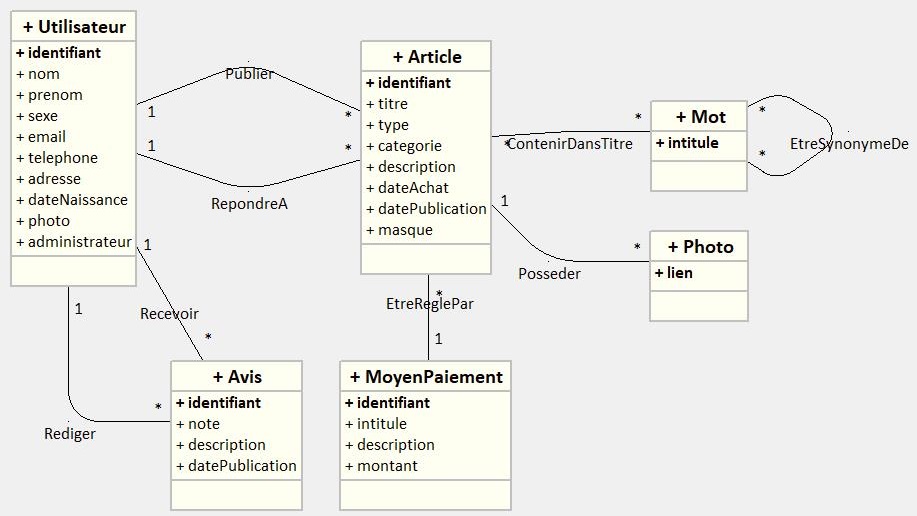 + Utilisateur
+ identifiant
+ nom
+ prenom
+ sexe
+ email
+ telephone
+ adresse
+ dateNaissance
+ photo
+ administrateur
Publier
1
*
1
*
RepondreA
+ Article
+ identifiant
+ titre
+ type
+ categorie
+ description
+ dateAchat
+ datePublication
+ masque
*
ContenirDansTitre
*
+ Mot
+ intitule
*
*
EtreSynonymeDe
1
Posseder
*
+ Photo
+ lien
1
Recevoir
*
1
Rediger
*
+ Avis
+ identifiant
+ note
+ description
+ datePublication
*
EtreReglePar
1
+ MoyenPaiement
+ identifiant
+ intitule
+ description
+ montant